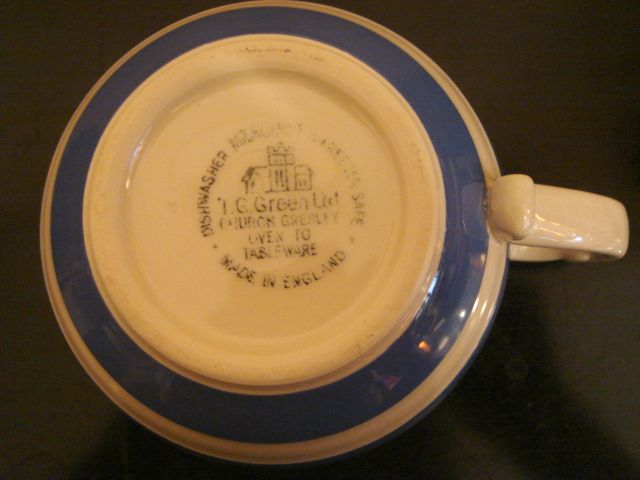 DISHWASHER MICROWAVE & FREEZER SAFE
T.G.Green Ltd
CHURCH GRESLEY
OVEN TO
TABLEWARE
• MADE IN ENGLAND •